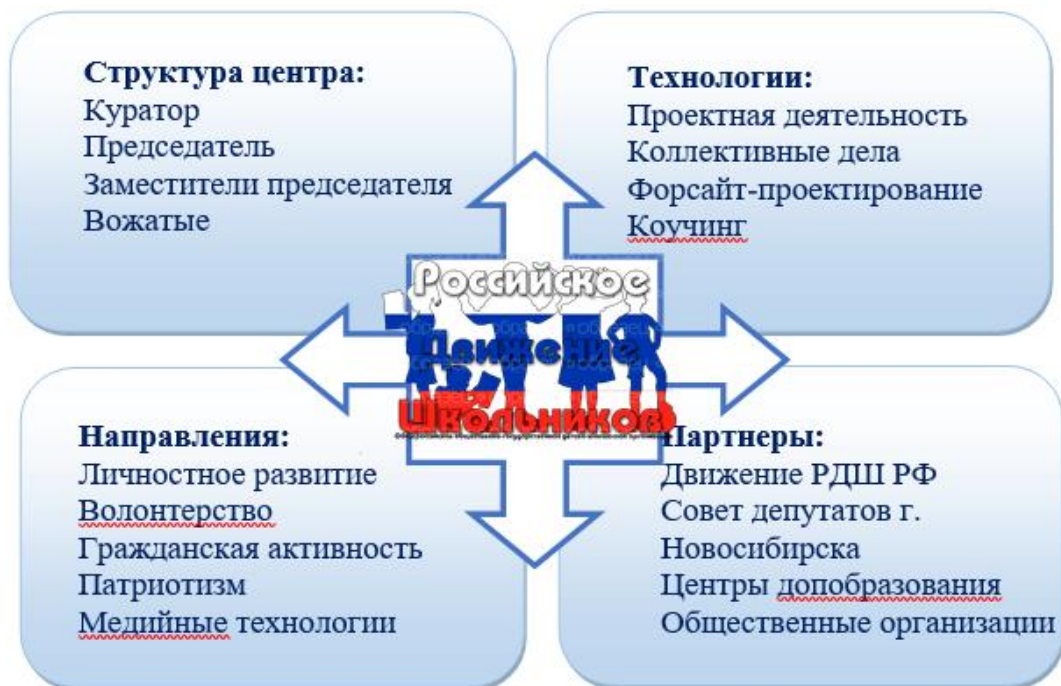 Структура центра:
Куратор
Председатель
Заместители председателя
Вожатые
Технологии:
Проектная деятельность
Коллективные дела
Форсайт-проектирование
Коучинг
Российское
Движение
Школьников
Направления:
Личностное развитие
Волонтерство
Гражданская активность
Патриотизм
Медийные технологии
Партнеры:
Движение РДШ РФ
Совет депутатов г.
Новосибирска
Центры допобразования
Общественные организации